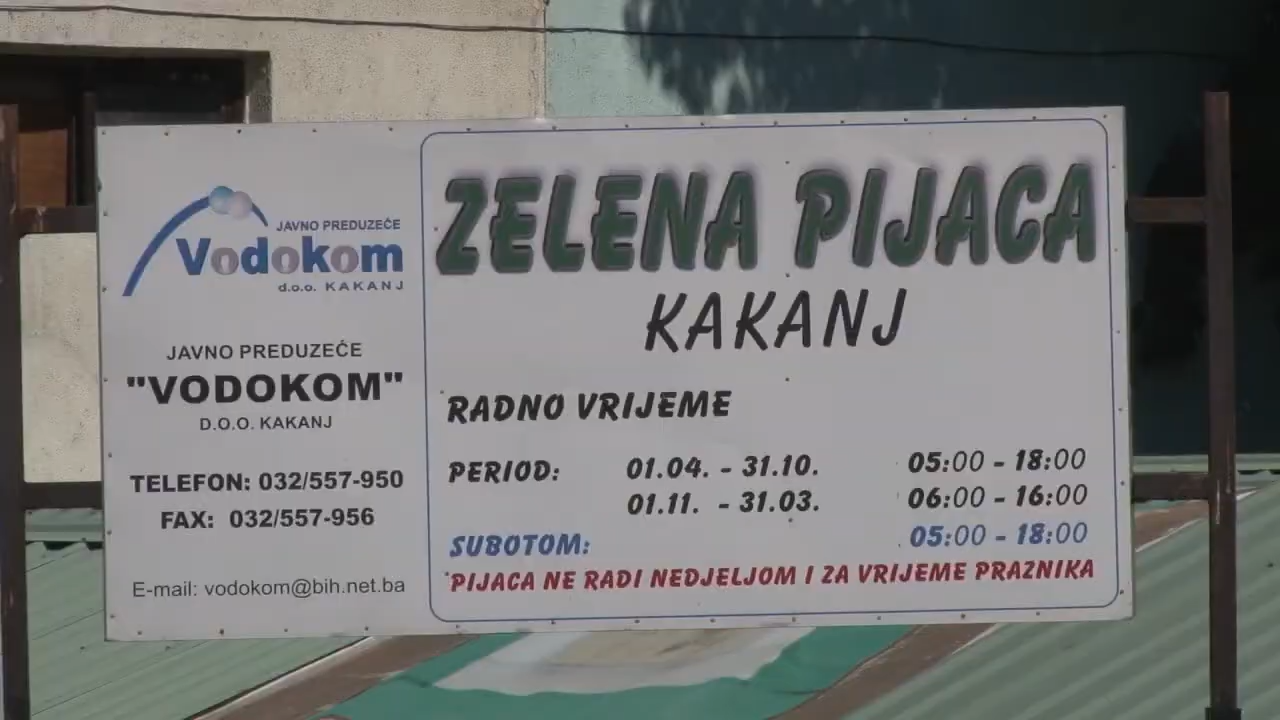 JAVNO PREDUZEĆE
Vodokom
d.o.o. KAKANJ
JAVNO PREDUZEĆE
"VODOKOM"
D.O.O. KAKANJ
TELEFON: 032/557-950
FAX: 032/557-956
E-mail: vodokom@bih.net.ba
ZELENA PIJACA
KAKANJ
RADNO VRIJEME
PERIOD: 01.04. - 31.10. 05:00 - 18:00
01.11. - 31.03. 06:00 - 16:00
SUBOTOM: 05:00 - 18:00
PIJACA NE RADI NEDJELJOM I ZA VRIJEME PRAZNIKA